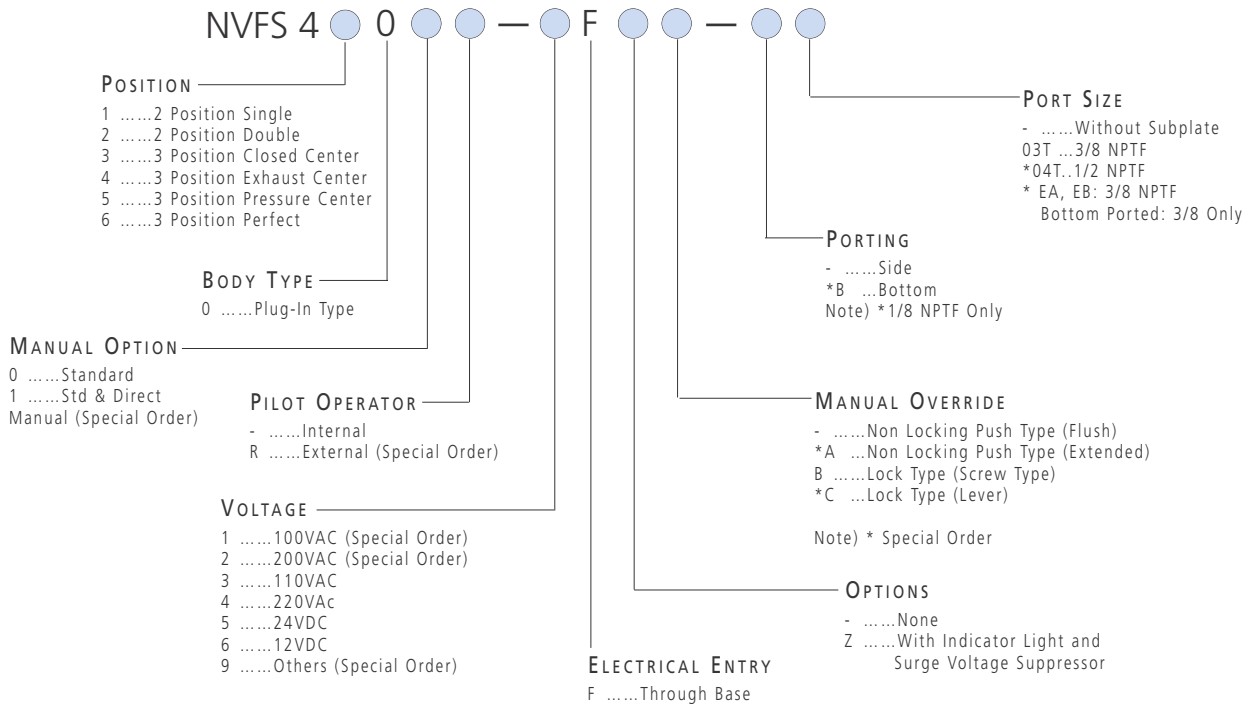 NVFS 4 0 — F —
POSITION
1 ......2 Position Single
2 ......2 Position Double
3 ......3 Position Closed Center
4 ......3 Position Exhaust Center
5 ......3 Position Pressure Center
6 ......3 Position Perfect
BODY TYPE
0 ......Plug-In Type
MANUAL OPTION
0 ......Standard
1 ......Std & Direct
Manual (Special Order)
PILOT OPERATOR
- ......Internal
R ......External (Special Order)
VOLTAGE
1 ......100VAC (Special Order)
2 ......200VAC (Special Order)
3 ......110VAC
4 ......220VAc
5 ......24VDC
6 ......12VDC
9 ......Others (Special Order)
ELECTRICAL ENTRY
F ......Through Base
OPTIONS
- ......None
Z ......With Indicator Light and
Surge Voltage Suppressor
MANUAL OVERRIDE
- ......Non Locking Push Type (Flush)
*A ...Non Locking Push Type (Extended)
B ......Lock Type (Screw Type)
*C ...Lock Type (Lever)
Note) * Special Order
PORTING
- ......Side
*B ...Bottom
Note) *1/8 NPTF Only
PORT SIZE
- ......Without Subplate
03T ...3/8 NPTF
*04T..1/2 NPTF
* EA, EB: 3/8 NPTF
Bottom Ported: 3/8 Only